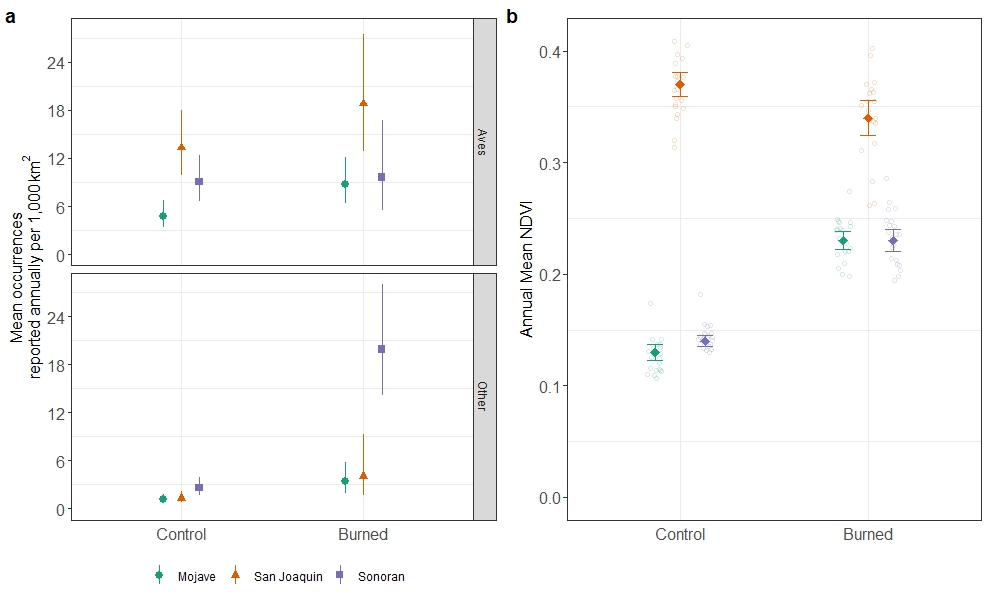 a
Mean occurrences
reported annually per 1,000 km²
24
18
12
6
0
Aves
24
18
12
6
0
Other
Control
Burned
Mojave
San Joaquin
Sonoran
b
Annual Mean NDVI
0.4
0.3
0.2
0.1
0.0
Control
Burned